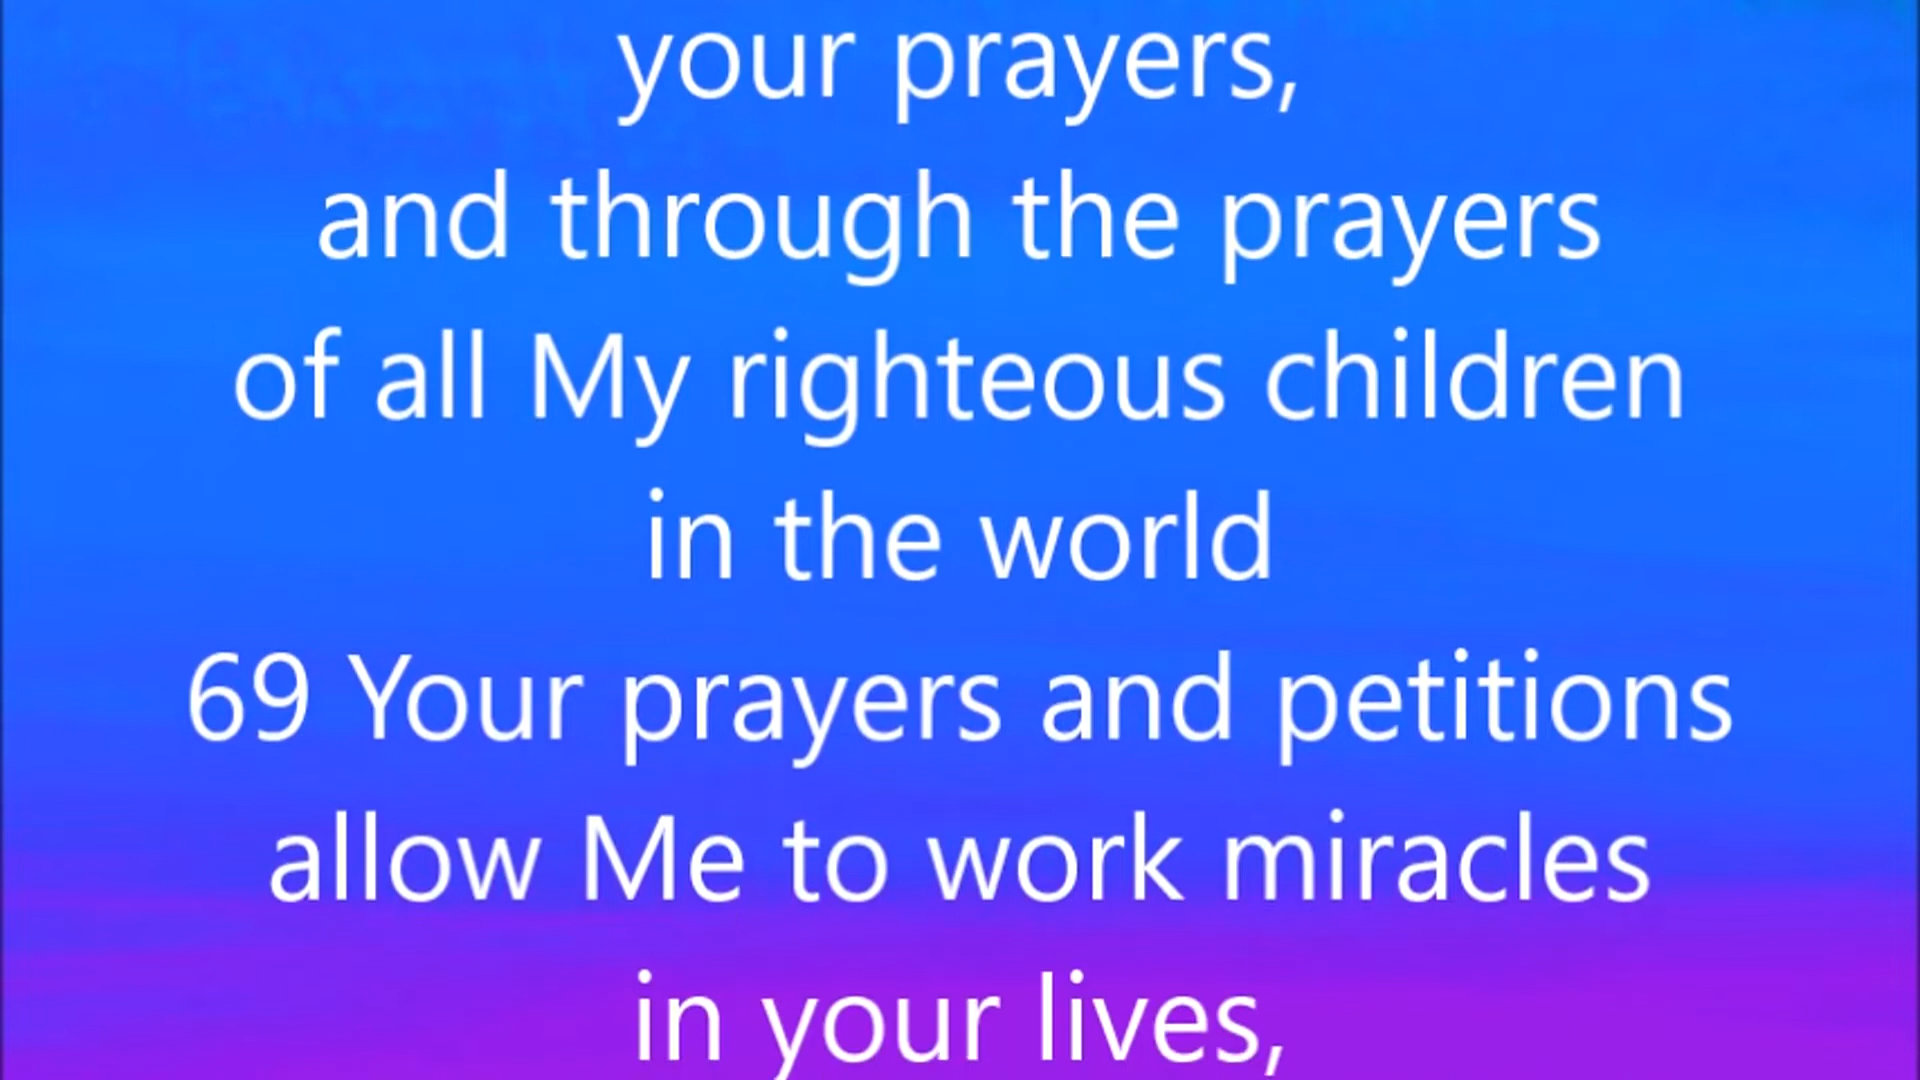 your prayers,
and through the prayers
of all My righteous children
in the world
69 Your prayers and petitions
allow Me to work miracles
in your lives,